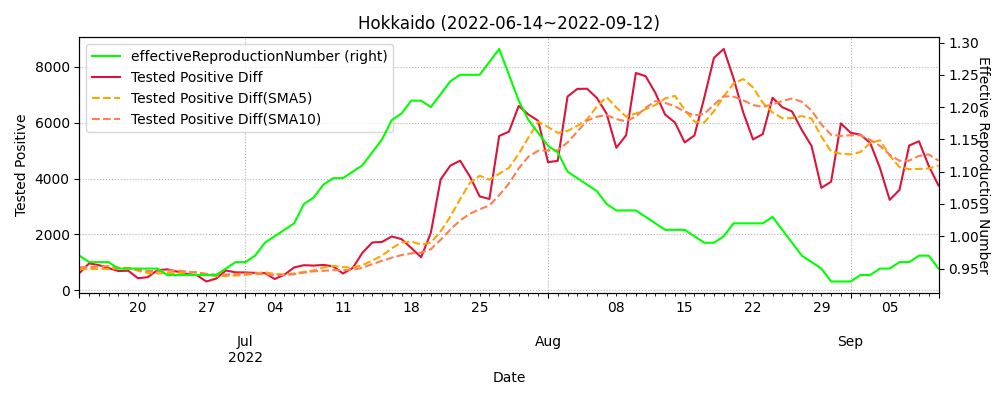 Hokkaido (2022-06-14~2022-09-12)
effectiveReproductionNumber (right)
Tested Positive Diff
Tested Positive Diff(SMA5)
Tested Positive Diff(SMA10)
Tested Positive
8000
6000
4000
2000
0
1.30
1.25
1.20
1.15
1.10
1.05
1.00
0.95
Effective Reproduction Number
20 27 04 11 18 25 08 15 22 29 05
Jul Aug Sep
2022
Date